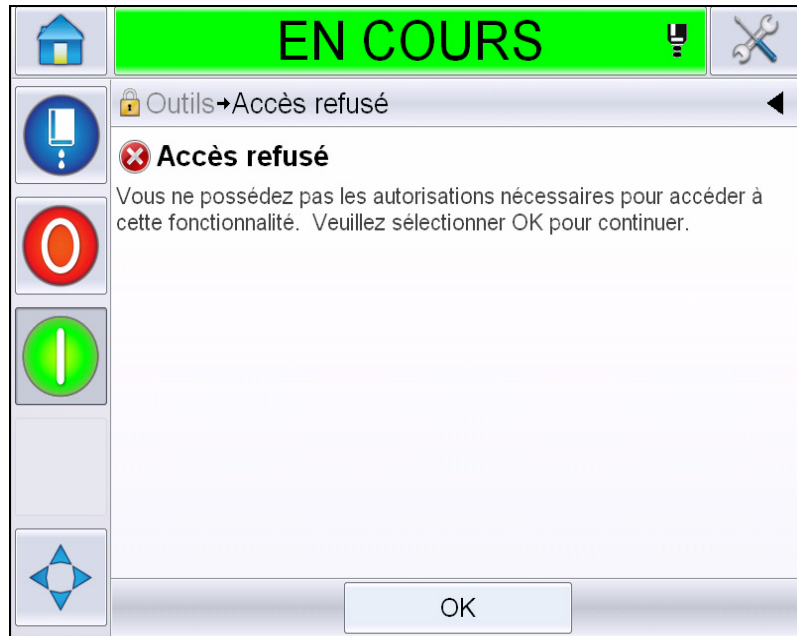 EN COURS
Outils→Accès refusé
Accès refusé
Vous ne possédez pas les autorisations nécessaires pour accéder à
cette fonctionnalité. Veuillez sélectionner OK pour continuer.
OK